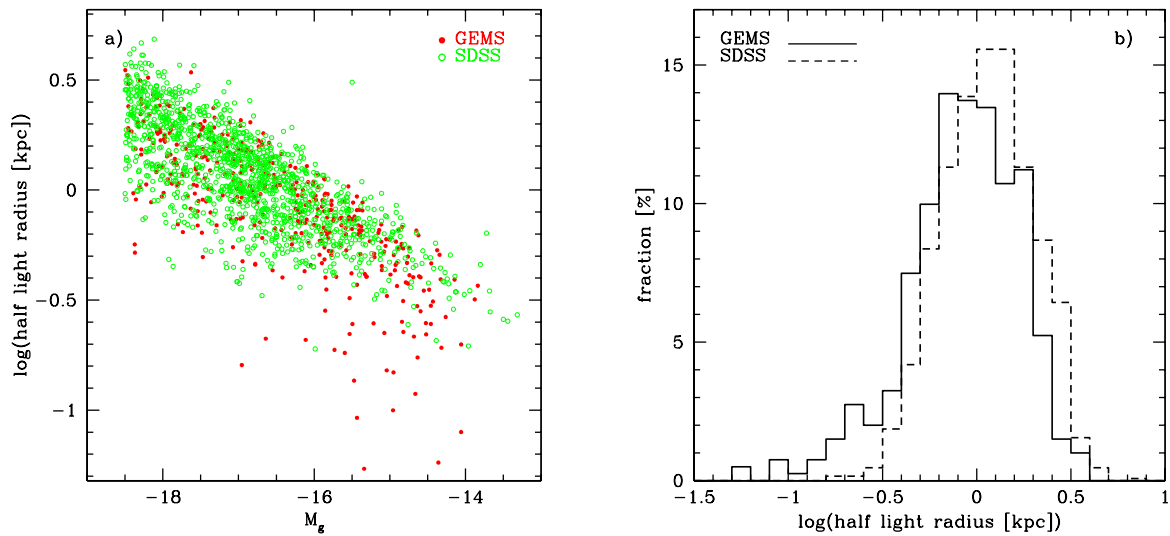 a)
GEMS
SDSS
0.5
0
−0.5
−1
log(half light radius [kpc])
−18
−16
−14
M_g
b)
GEMS
SDSS
15
10
5
0
fraction [%]
−1.5
−1
−0.5
0
0.5
1
log(half light radius [kpc])